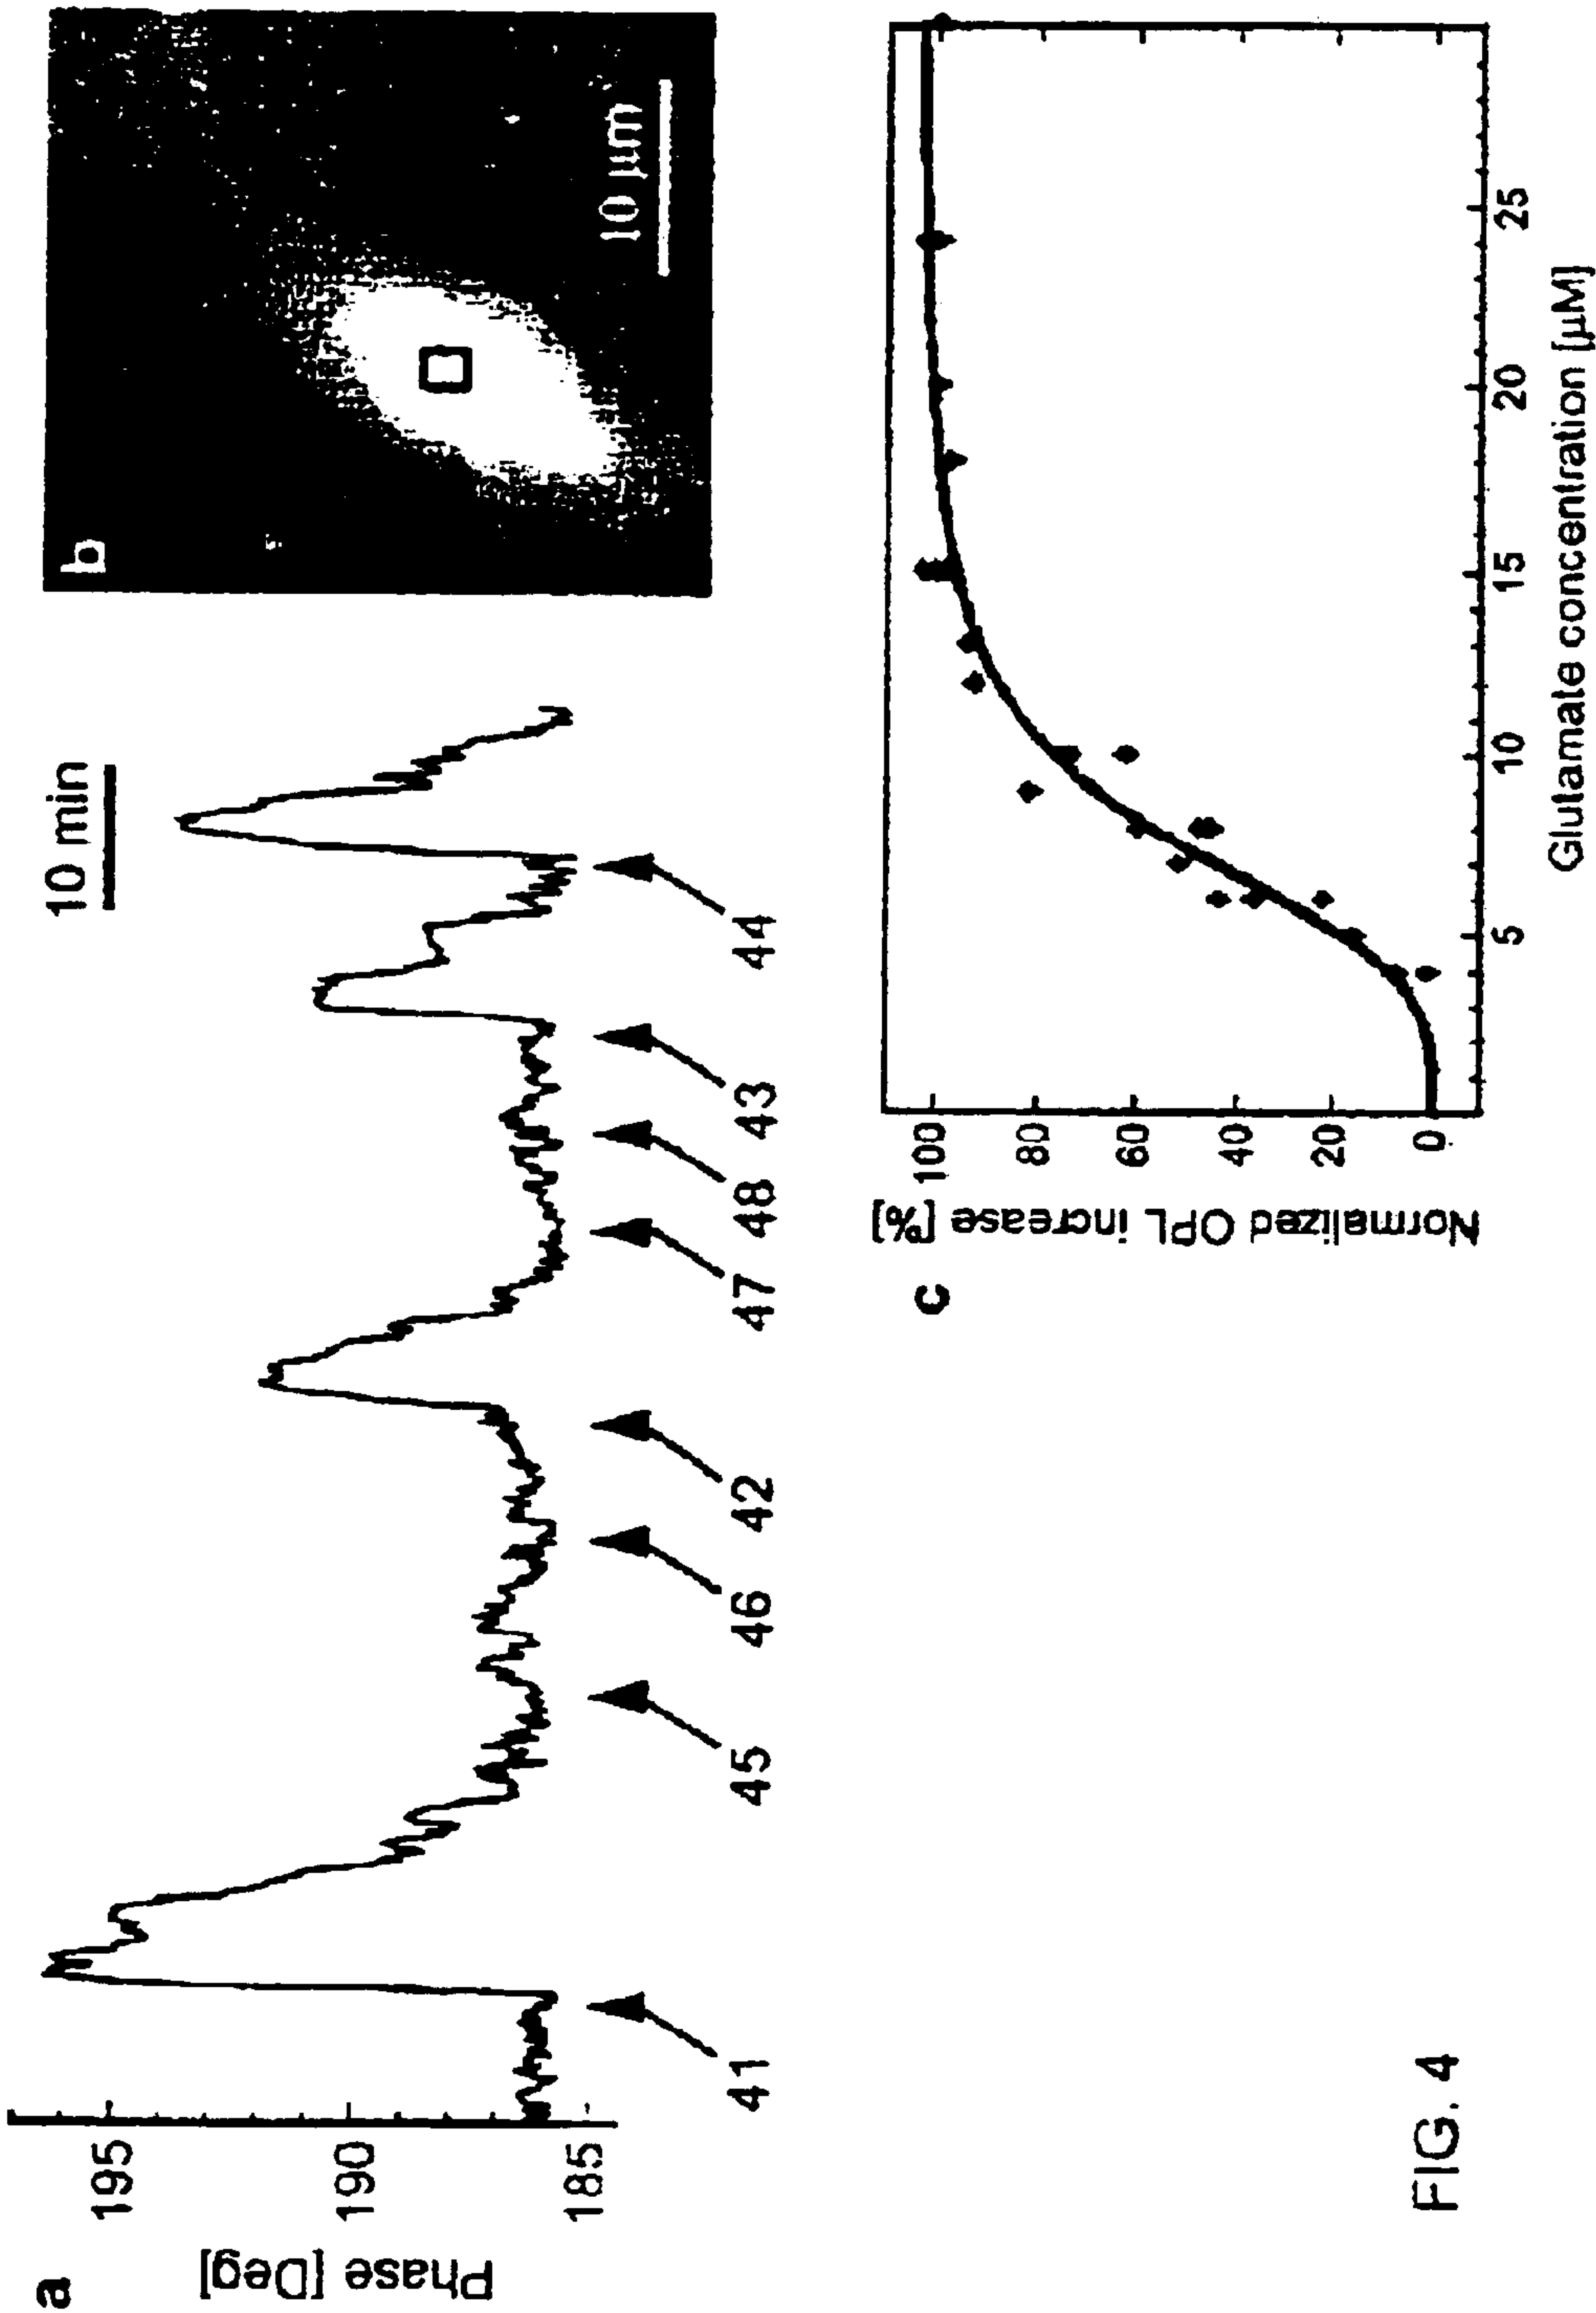 a
Phase [Deg]
195
190
185
10 min
41
45
46
42
47
48
43
44
b
10 µm
c
Normalized OPL increase [%]
100
80
60
40
20
0
5
10
15
20
25
Glutamate concentration [µM]
FIG. 4